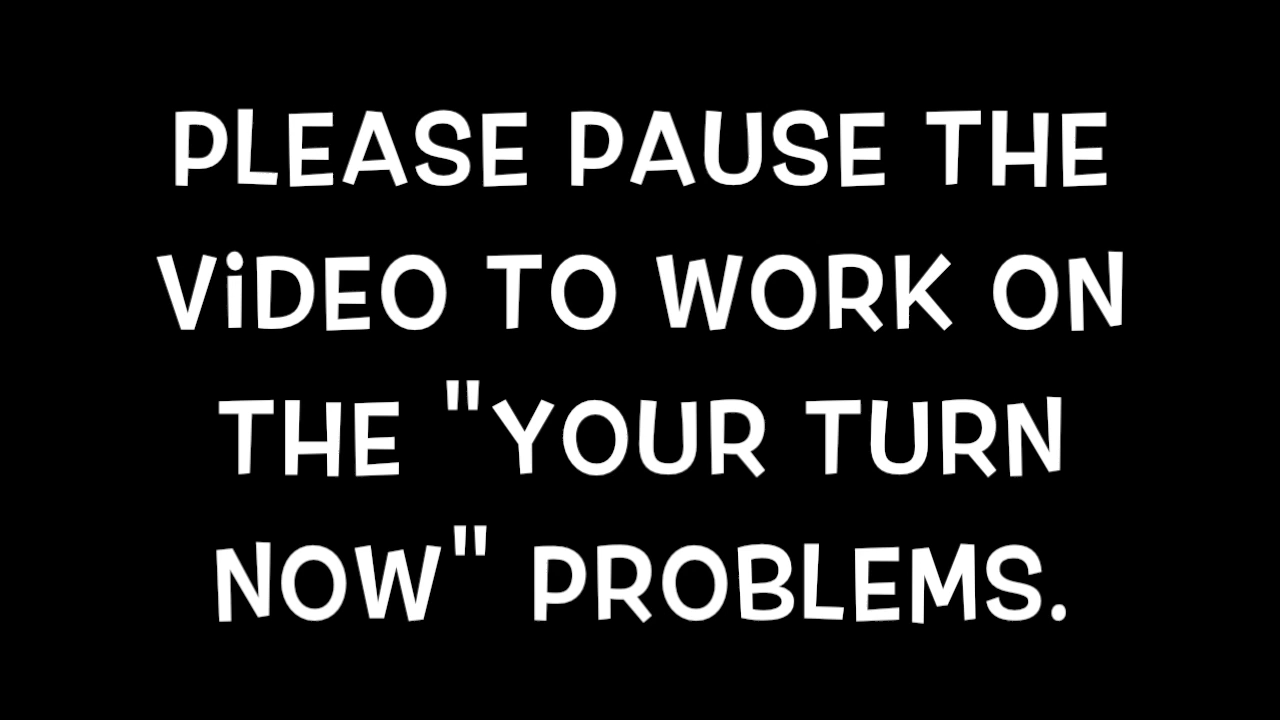 PLEASE PAUSE THE
ViDEO TO WORK ON
THE "YOUR TURN
NOW" PROBLEMS.